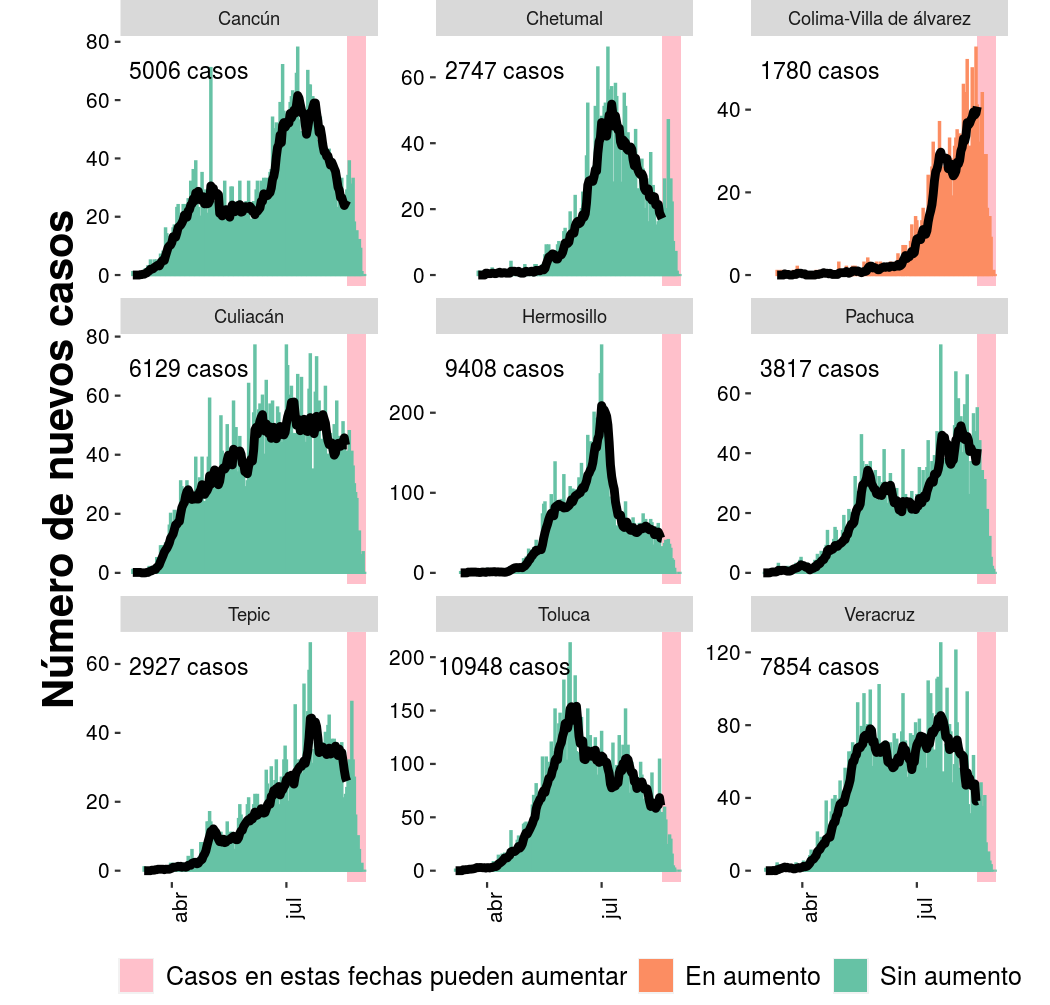 Número de nuevos casos
Cancún
5006 casos
80
60
40
20
0
Chetumal
2747 casos
60
40
20
0
Colima-Villa de álvarez
1780 casos
40
20
0
Culiacán
6129 casos
80
60
40
20
0
Hermosillo
9408 casos
200
100
0
Pachuca
3817 casos
60
40
20
0
Tepic
2927 casos
60
40
20
0
abr
jul
Toluca
10948 casos
200
150
100
50
0
abr
jul
Veracruz
7854 casos
120
80
40
0
abr
jul
Casos en estas fechas pueden aumentar
En aumento
Sin aumento